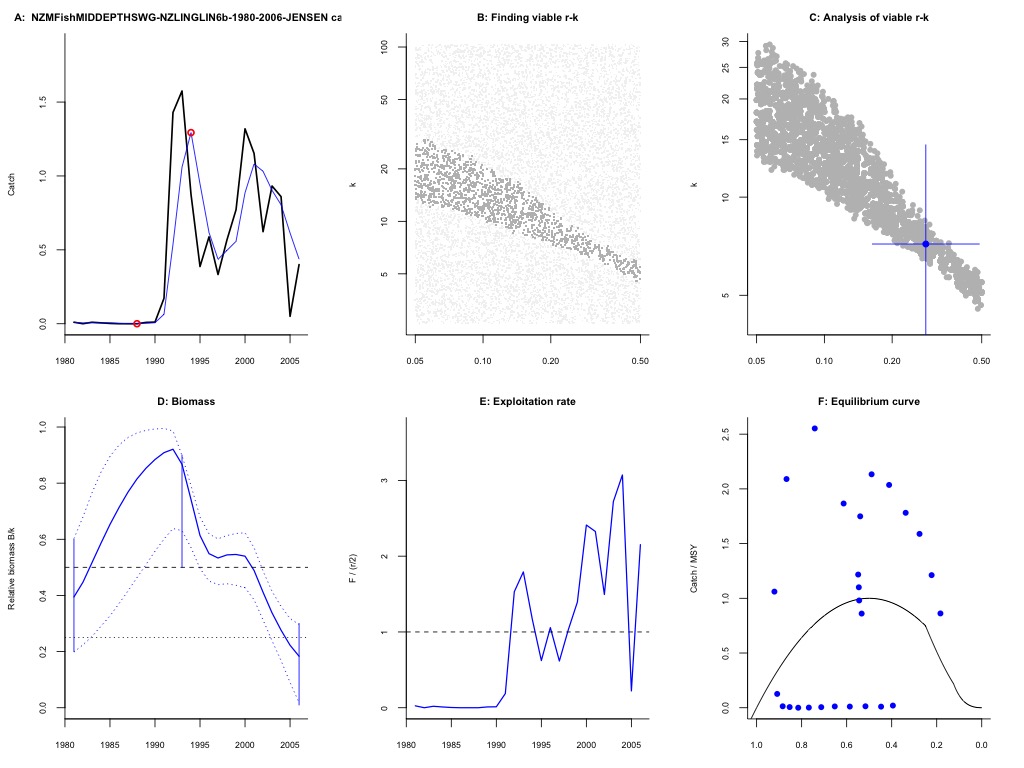 A: NZMFishMIDDEPTHSWG-NZLINGLIN6b-1980-2006-JENSEN ca
Catch
0.0 0.5 1.0 1.5
1980 1985 1990 1995 2000 2005
B: Finding viable r-k
k
5 10 20 50 100
0.05 0.10 0.20 0.50
C: Analysis of viable r-k
k
5 10 15 20 25 30
0.05 0.10 0.20 0.50
D: Biomass
Relative biomass B/k
0.0 0.2 0.4 0.6 0.8 1.0
1980 1985 1990 1995 2000 2005
E: Exploitation rate
F / (r/2)
0 1 2 3
1980 1985 1990 1995 2000 2005
F: Equilibrium curve
Catch / MSY
0.0 0.5 1.0 1.5 2.0 2.5
1.0 0.8 0.6 0.4 0.2 0.0